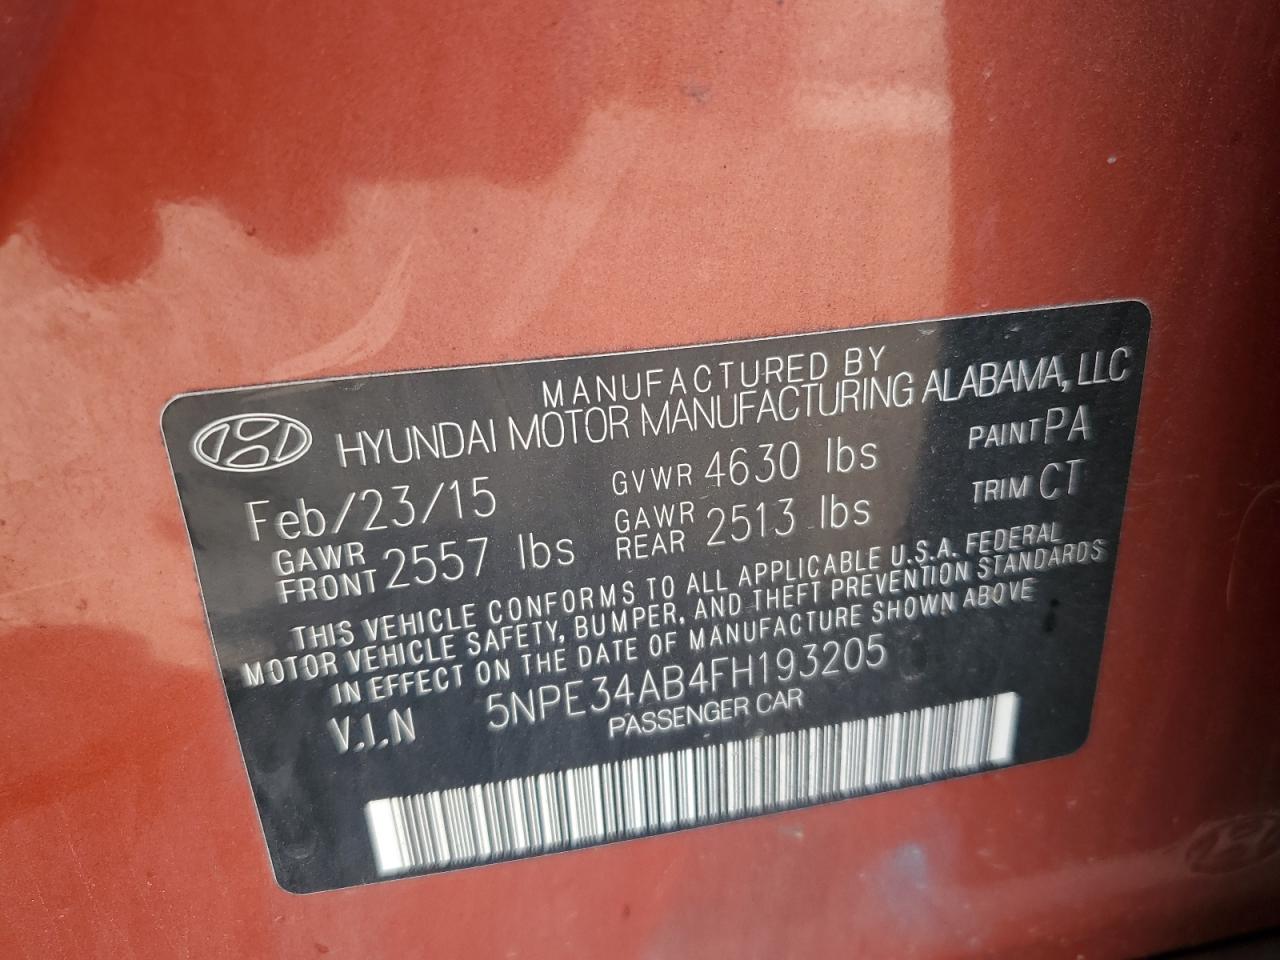 MANUFACTURED BY
HYUNDAI MOTOR MANUFACTURING ALABAMA, LLC
Feb/23/15 GVWR 4630 lbs PAINT PA
GAWR FRONT 2557 lbs GAWR REAR 2513 lbs TRIM CT
THIS VEHICLE CONFORMS TO ALL APPLICABLE U.S.A. FEDERAL
MOTOR VEHICLE SAFETY, BUMPER, AND THEFT PREVENTION STANDARDS
IN EFFECT ON THE DATE OF MANUFACTURE SHOWN ABOVE
V.I.N 5NPE34AB4FH193205
PASSENGER CAR